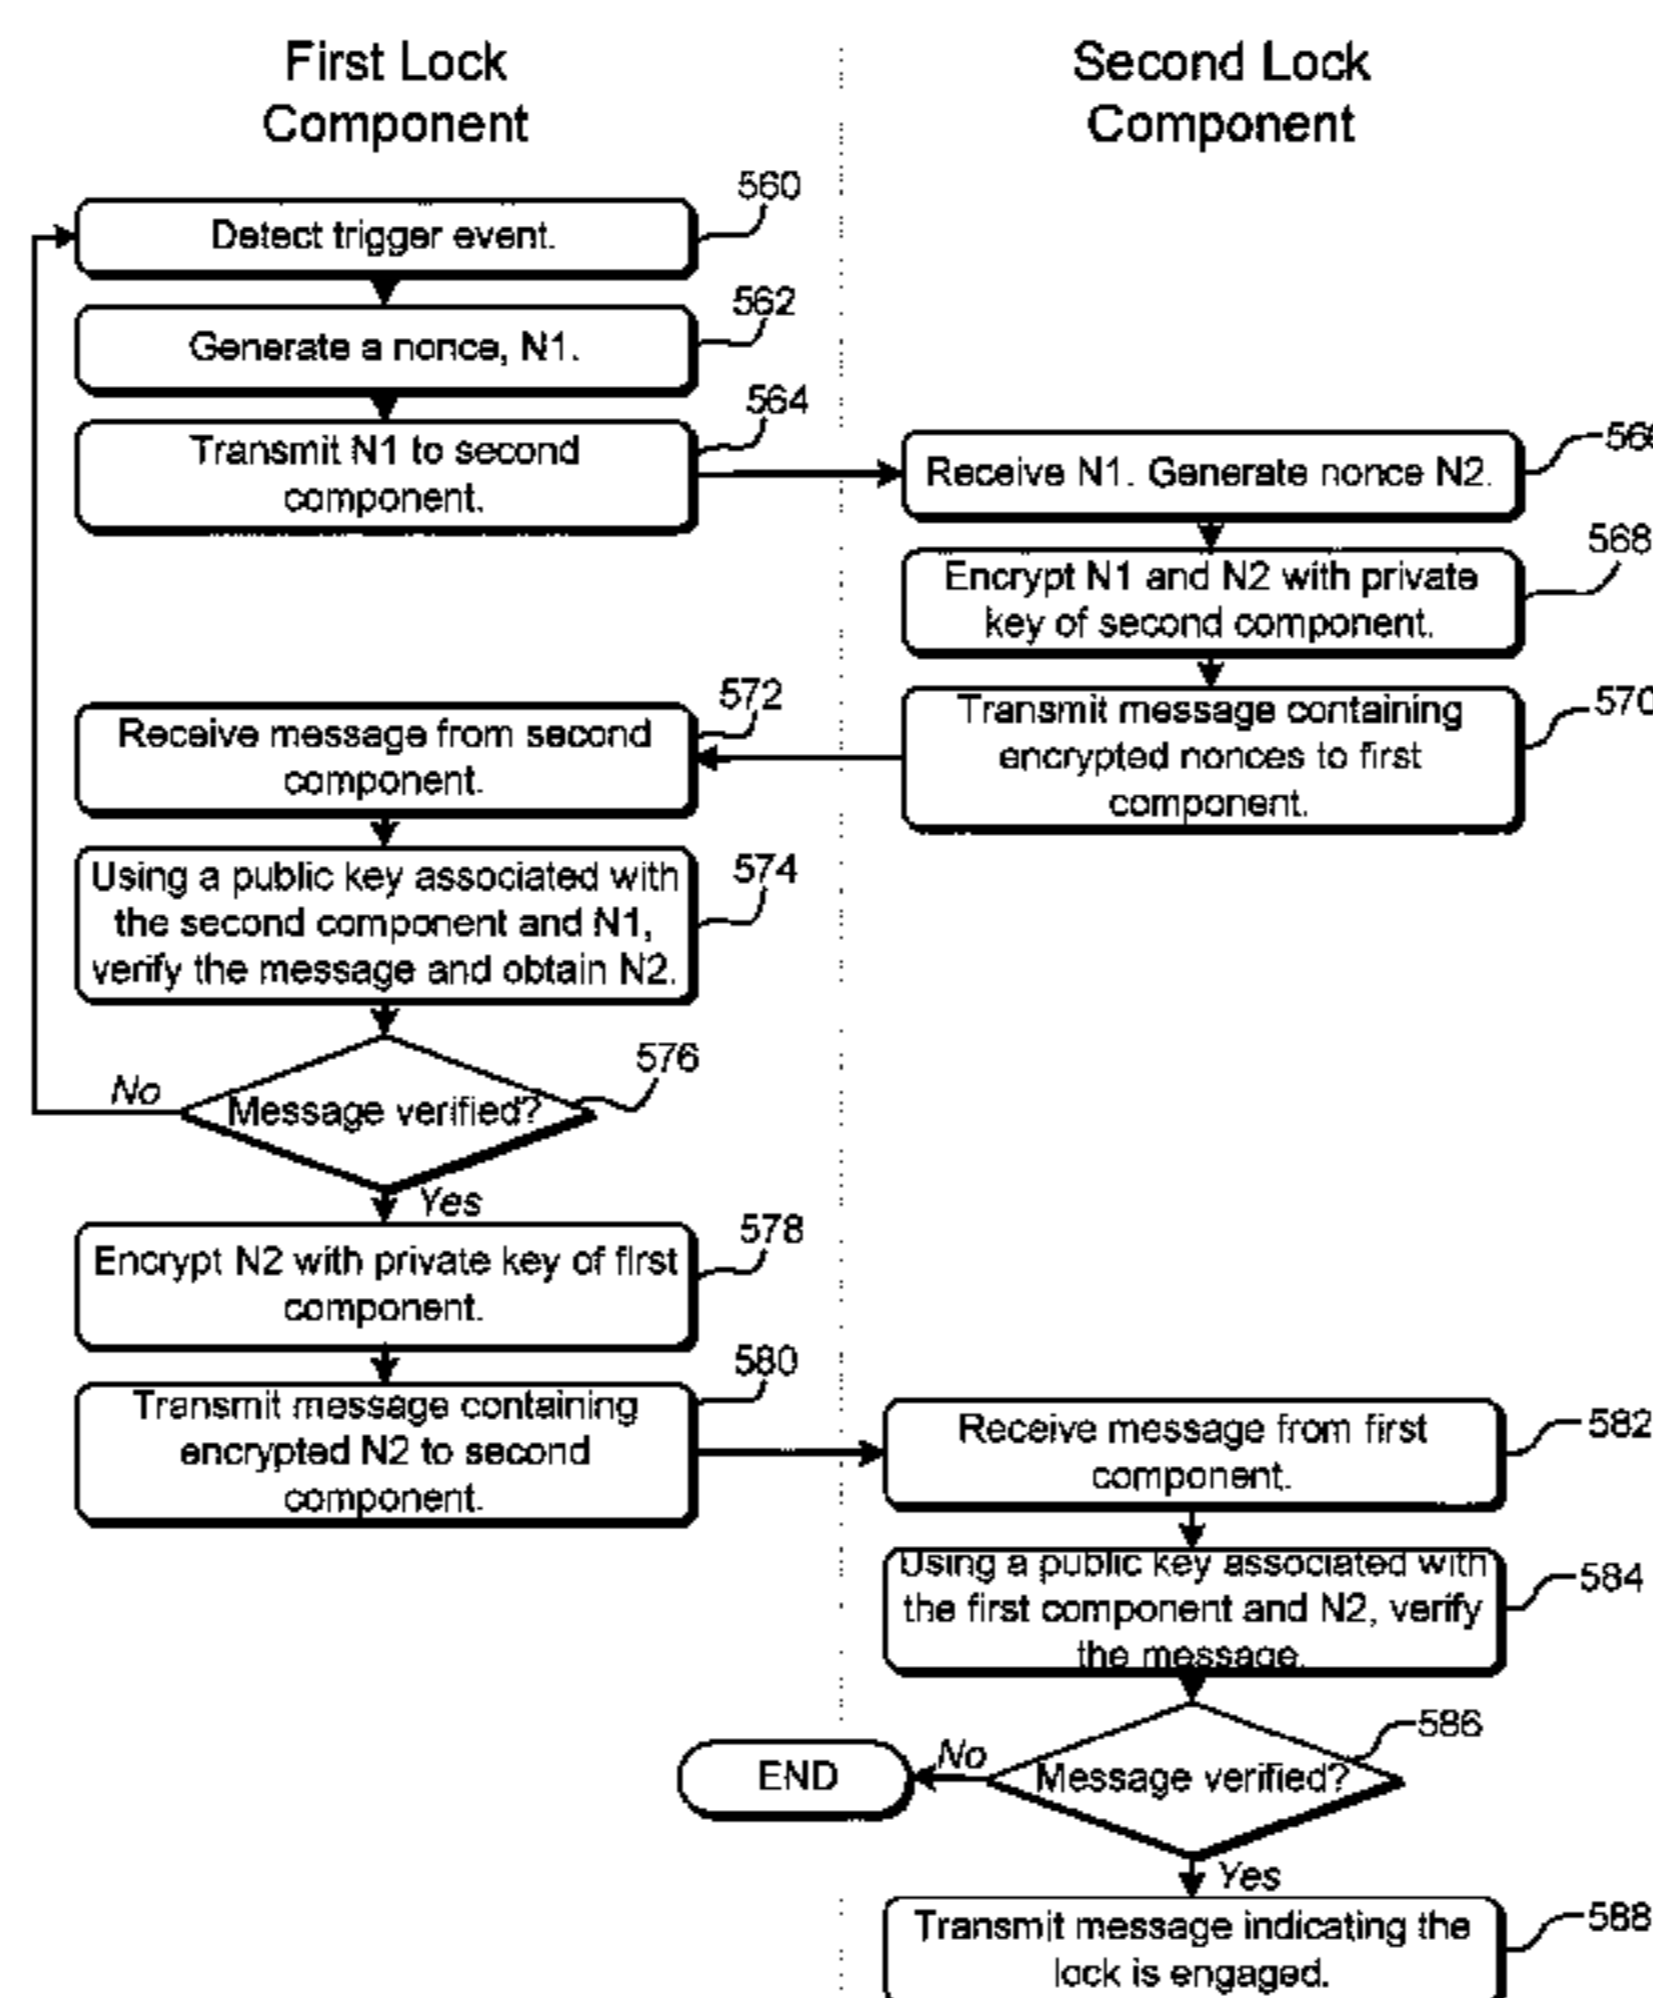 First Lock
Component
Second Lock
Component
560
Detect trigger event.
562
Generate a nonce, N1.
564
Transmit N1 to second
component.
Receive N1. Generate nonce N2.
568
Encrypt N1 and N2 with private
key of second component.
570
Transmit message containing
encrypted nonces to first
component.
572
Receive message from second
component.
574
Using a public key associated with
the second component and N1,
verify the message and obtain N2.
576
Message verified?
No
Yes
578
Encrypt N2 with private key of first
component.
580
Transmit message containing
encrypted N2 to second
component.
582
Receive message from first
component.
584
Using a public key associated with
the first component and N2, verify
the message.
586
Message verified?
No
END
Yes
588
Transmit message indicating the
lock is engaged.